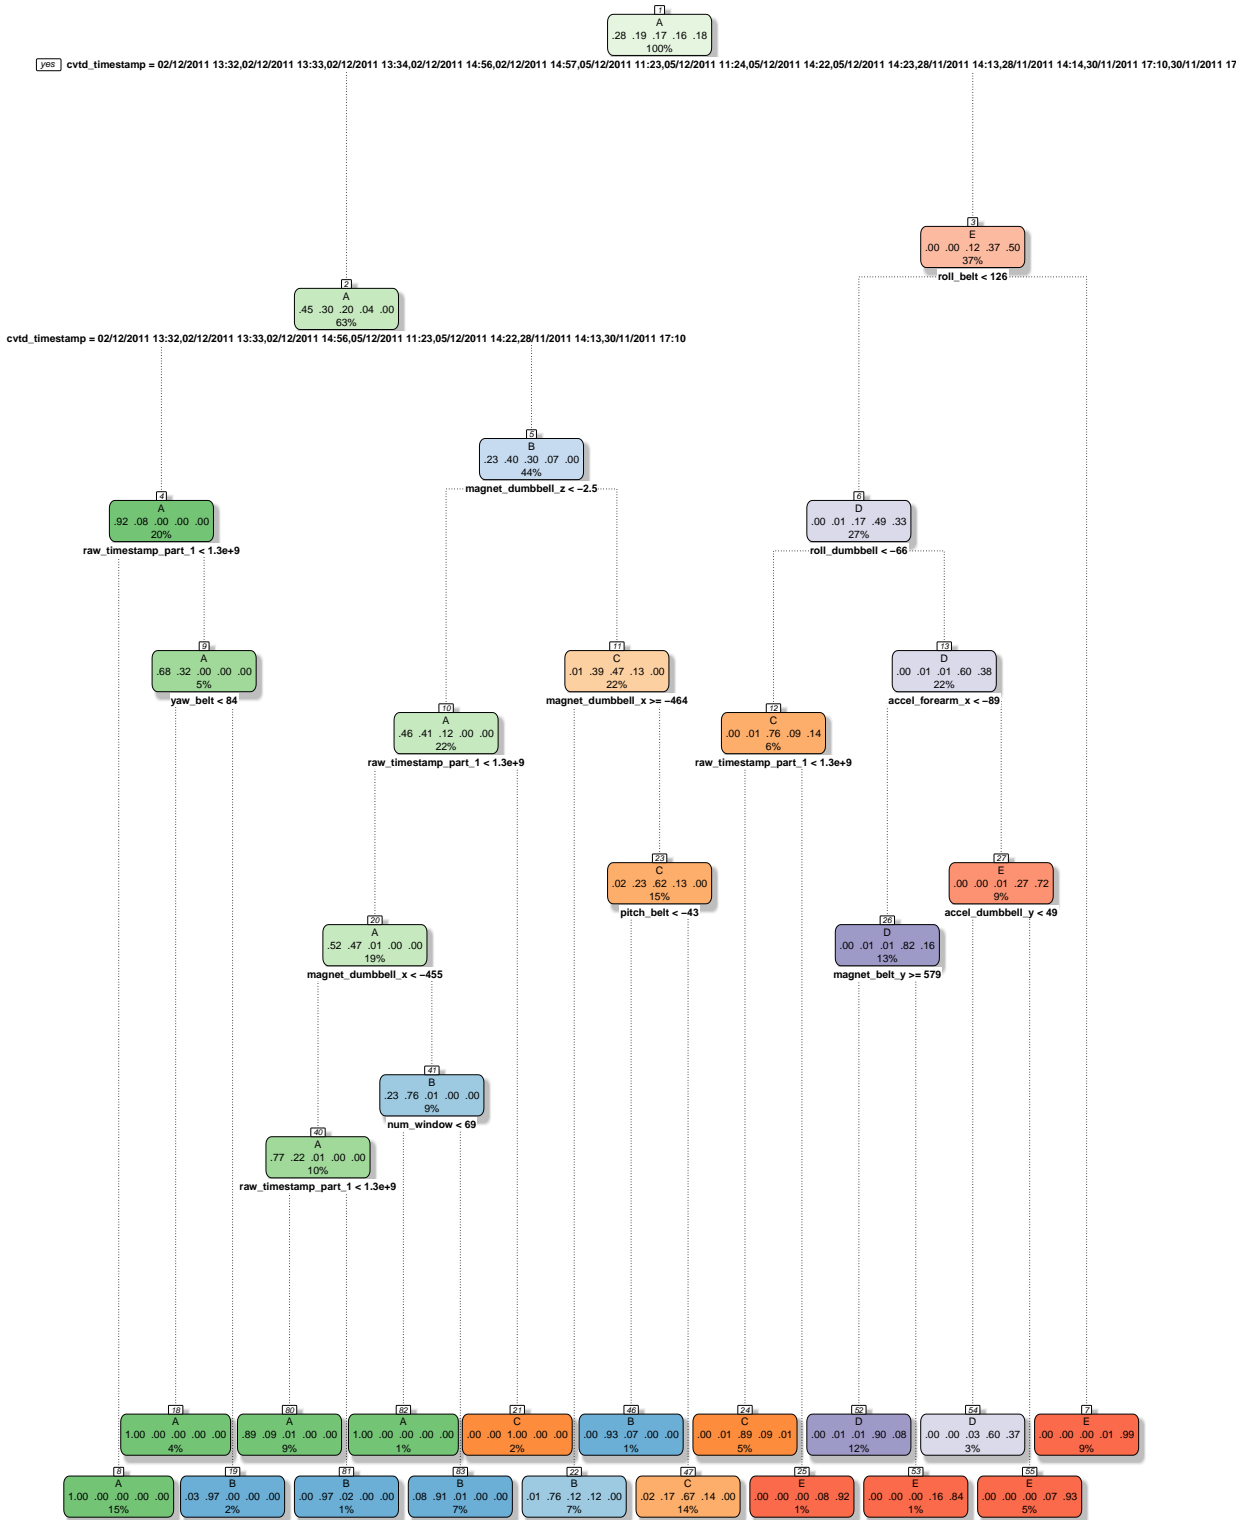 1
A
.28 .19 .17 .16 .18
100%
yes cvtd_timestamp = 02/12/2011 13:32,02/12/2011 13:33,02/12/2011 13:34,02/12/2011 14:56,02/12/2011 14:57,05/12/2011 11:23,05/12/2011 11:24,05/12/2011 14:22,05/12/2011 14:23,28/11/2011 14:13,28/11/2011 14:14,30/11/2011 17:10,30/11/2011 17
3
E
.00 .00 .12 .37 .50
37%
roll_belt < 126
2
A
.45 .30 .20 .04 .00
63%
cvtd_timestamp = 02/12/2011 13:32,02/12/2011 13:33,02/12/2011 14:56,05/12/2011 11:23,05/12/2011 14:22,28/11/2011 14:13,30/11/2011 17:10
5
B
.23 .40 .30 .07 .00
44%
magnet_dumbbell_z < −2.5
4
A
.92 .08 .00 .00 .00
20%
raw_timestamp_part_1 < 1.3e+9
6
D
.00 .01 .17 .49 .33
27%
roll_dumbbell < −66
9
A
.68 .32 .00 .00 .00
5%
yaw_belt < 84
11
C
.01 .39 .47 .13 .00
22%
magnet_dumbbell_x >= −464
13
D
.00 .01 .01 .60 .38
22%
accel_forearm_x < −89
10
A
.46 .41 .12 .00 .00
22%
raw_timestamp_part_1 < 1.3e+9
12
C
.00 .01 .76 .09 .14
6%
raw_timestamp_part_1 < 1.3e+9
23
C
.02 .23 .62 .13 .00
15%
pitch_belt < −43
27
E
.00 .00 .01 .27 .72
9%
accel_dumbbell_y < 49
20
A
.52 .47 .01 .00 .00
19%
magnet_dumbbell_x < −455
26
D
.00 .01 .01 .82 .16
13%
magnet_belt_y >= 579
41
B
.23 .76 .01 .00 .00
9%
num_window < 69
40
A
.77 .22 .01 .00 .00
10%
raw_timestamp_part_1 < 1.3e+9
18
A
1.00 .00 .00 .00 .00
4%
80
A
.89 .09 .01 .00 .00
9%
82
A
1.00 .00 .00 .00 .00
1%
21
C
.00 .00 1.00 .00 .00
2%
46
B
.00 .93 .07 .00 .00
1%
24
C
.00 .01 .89 .09 .01
5%
52
D
.00 .01 .01 .90 .08
12%
54
D
.00 .00 .03 .60 .37
3%
7
E
.00 .00 .00 .01 .99
9%
8
A
1.00 .00 .00 .00 .00
15%
19
B
.03 .97 .00 .00 .00
2%
81
B
.00 .97 .02 .00 .00
1%
83
B
.08 .91 .01 .00 .00
7%
22
B
.01 .76 .12 .12 .00
7%
47
C
.02 .17 .67 .14 .00
14%
25
E
.00 .00 .00 .08 .92
1%
53
E
.00 .00 .00 .16 .84
1%
55
E
.00 .00 .00 .07 .93
5%